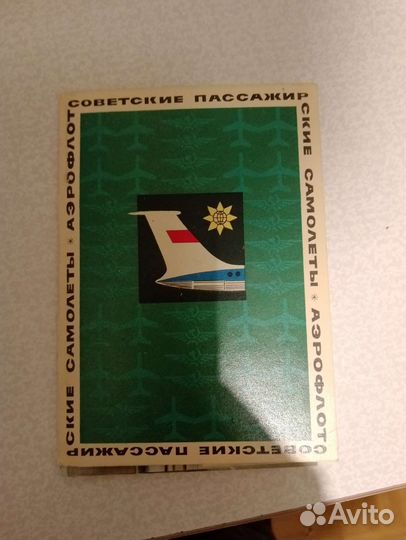 СОВЕТСКИЕ ПАССАЖИР
СКИЕ САМОЛЕТЫ * АЭРОФЛОТ
СОВЕТСКИЕ ПАССАЖИР
СКИЕ САМОЛЕТЫ * АЭРОФЛОТ
Avito